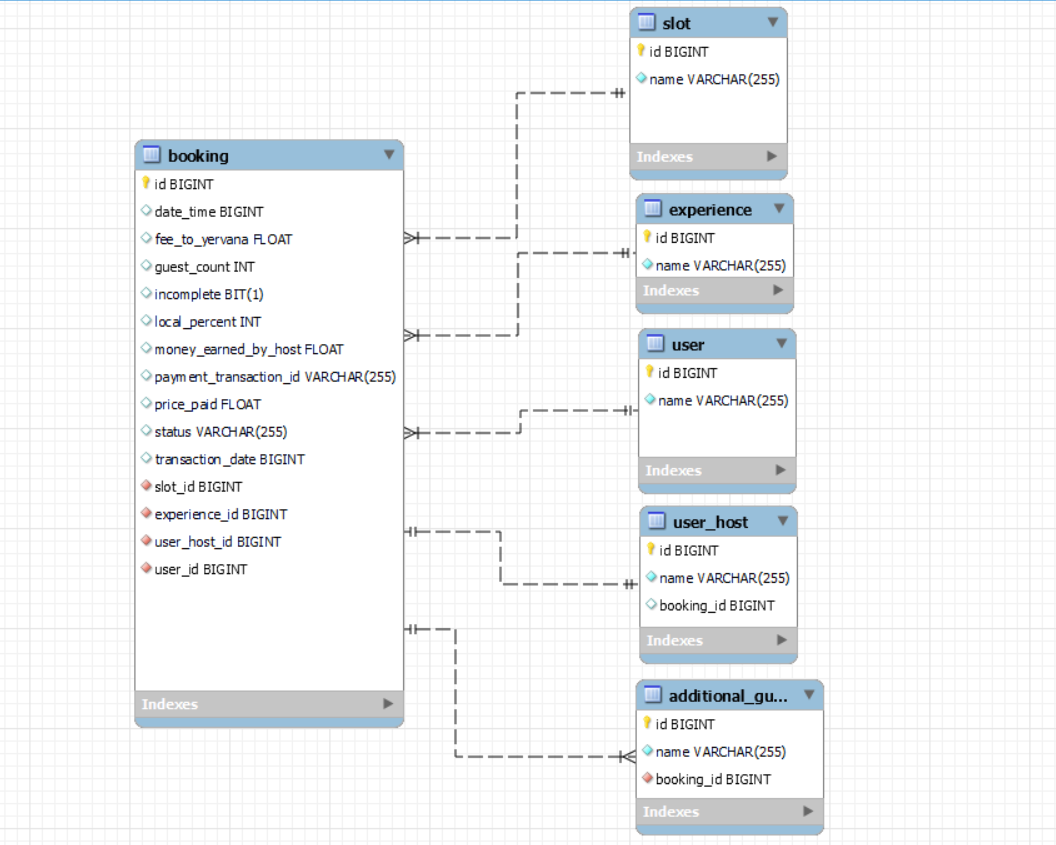 slot
id BIGINT
name VARCHAR(255)
Indexes
booking
id BIGINT
date_time BIGINT
fee_to_yervana FLOAT
guest_count INT
incomplete BIT(1)
local_percent INT
money_earned_by_host FLOAT
payment_transaction_id VARCHAR(255)
price_paid FLOAT
status VARCHAR(255)
transaction_date BIGINT
slot_id BIGINT
experience_id BIGINT
user_host_id BIGINT
user_id BIGINT
Indexes
experience
id BIGINT
name VARCHAR(255)
Indexes
user
id BIGINT
name VARCHAR(255)
Indexes
user_host
id BIGINT
name VARCHAR(255)
booking_id BIGINT
Indexes
additional_gu...
id BIGINT
name VARCHAR(255)
booking_id BIGINT
Indexes